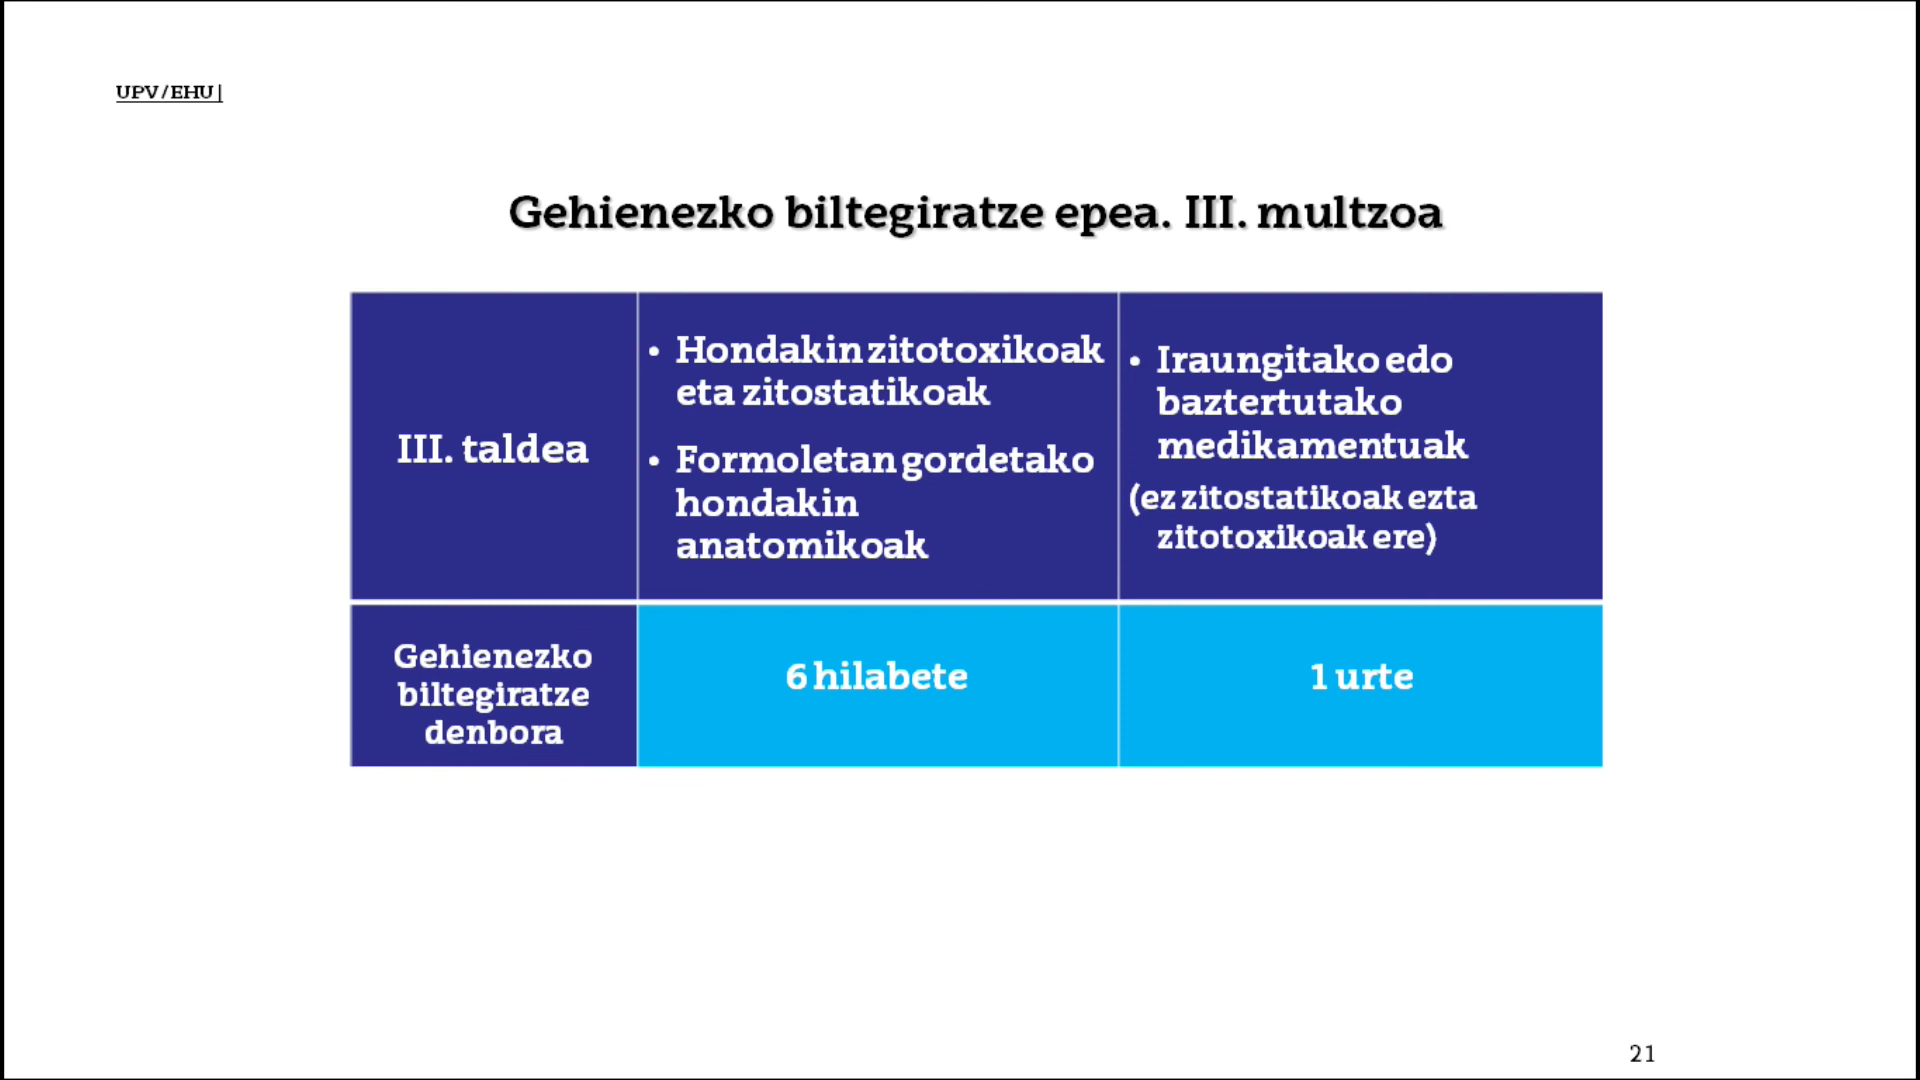 UPV/EHU|
Gehienezko biltegiratze epea. III. multzoa
III. taldea
• Hondakin zitotoxikoak
eta zitostatikoak
• Formoletan gordetako
hondakin
anatomikoak
• Iraungitako edo
baztertutako
medikamentuak
(ez zitostatikoak ezta
zitotoxikoak ere)
Gehienezko
biltegiratze
denbora
6 hilabete
1 urte
21